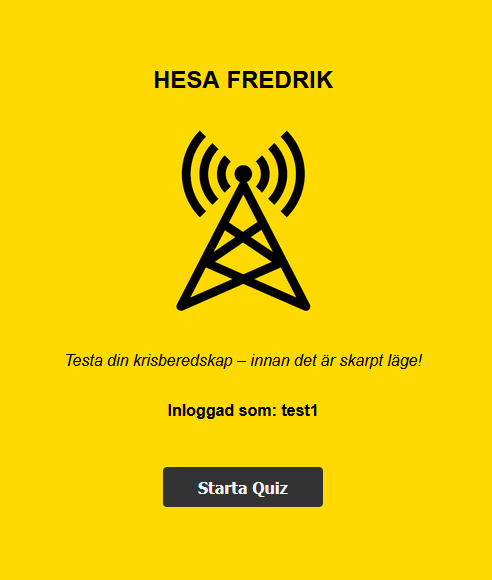 HESA FREDRIK
Testa din krisberedskap – innan det är skarpt läge!
Inloggad som: test1
Starta Quiz